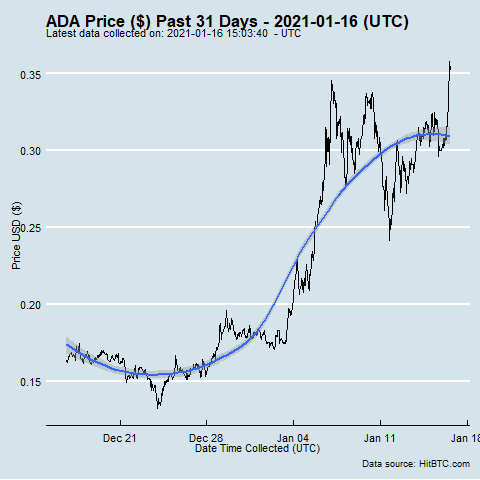 ADA Price ($) Past 31 Days - 2021-01-16 (UTC)
Latest data collected on: 2021-01-16 15:03:40 - UTC
0.35
0.30
0.25
0.20
0.15
Price USD ($)
Dec 21 Dec 28 Jan 04 Jan 11 Jan 18
Date Time Collected (UTC)
Data source: HitBTC.com